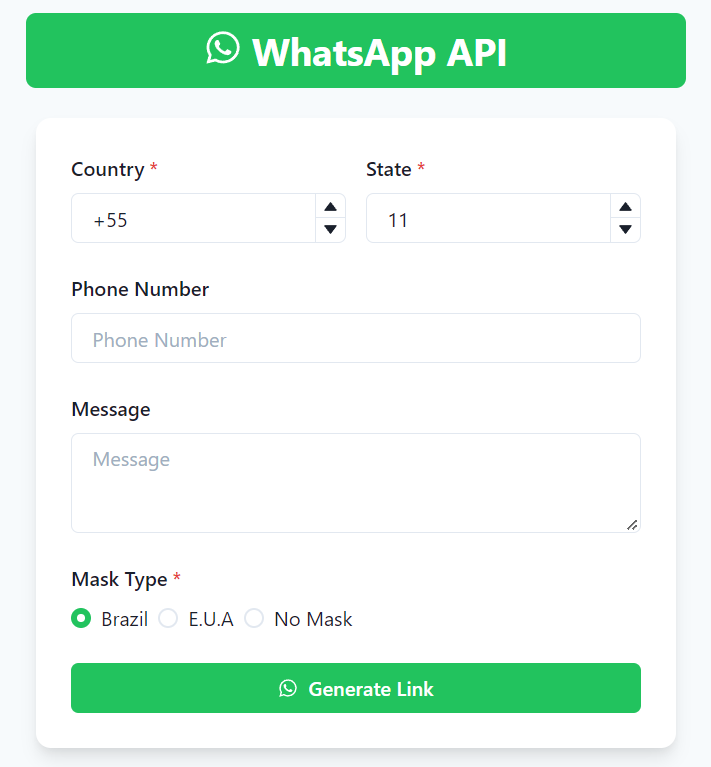 WhatsApp API
Country * State *
+55 11
Phone Number
Phone Number
Message
Message
Mask Type *
Brazil E.U.A No Mask
Generate Link